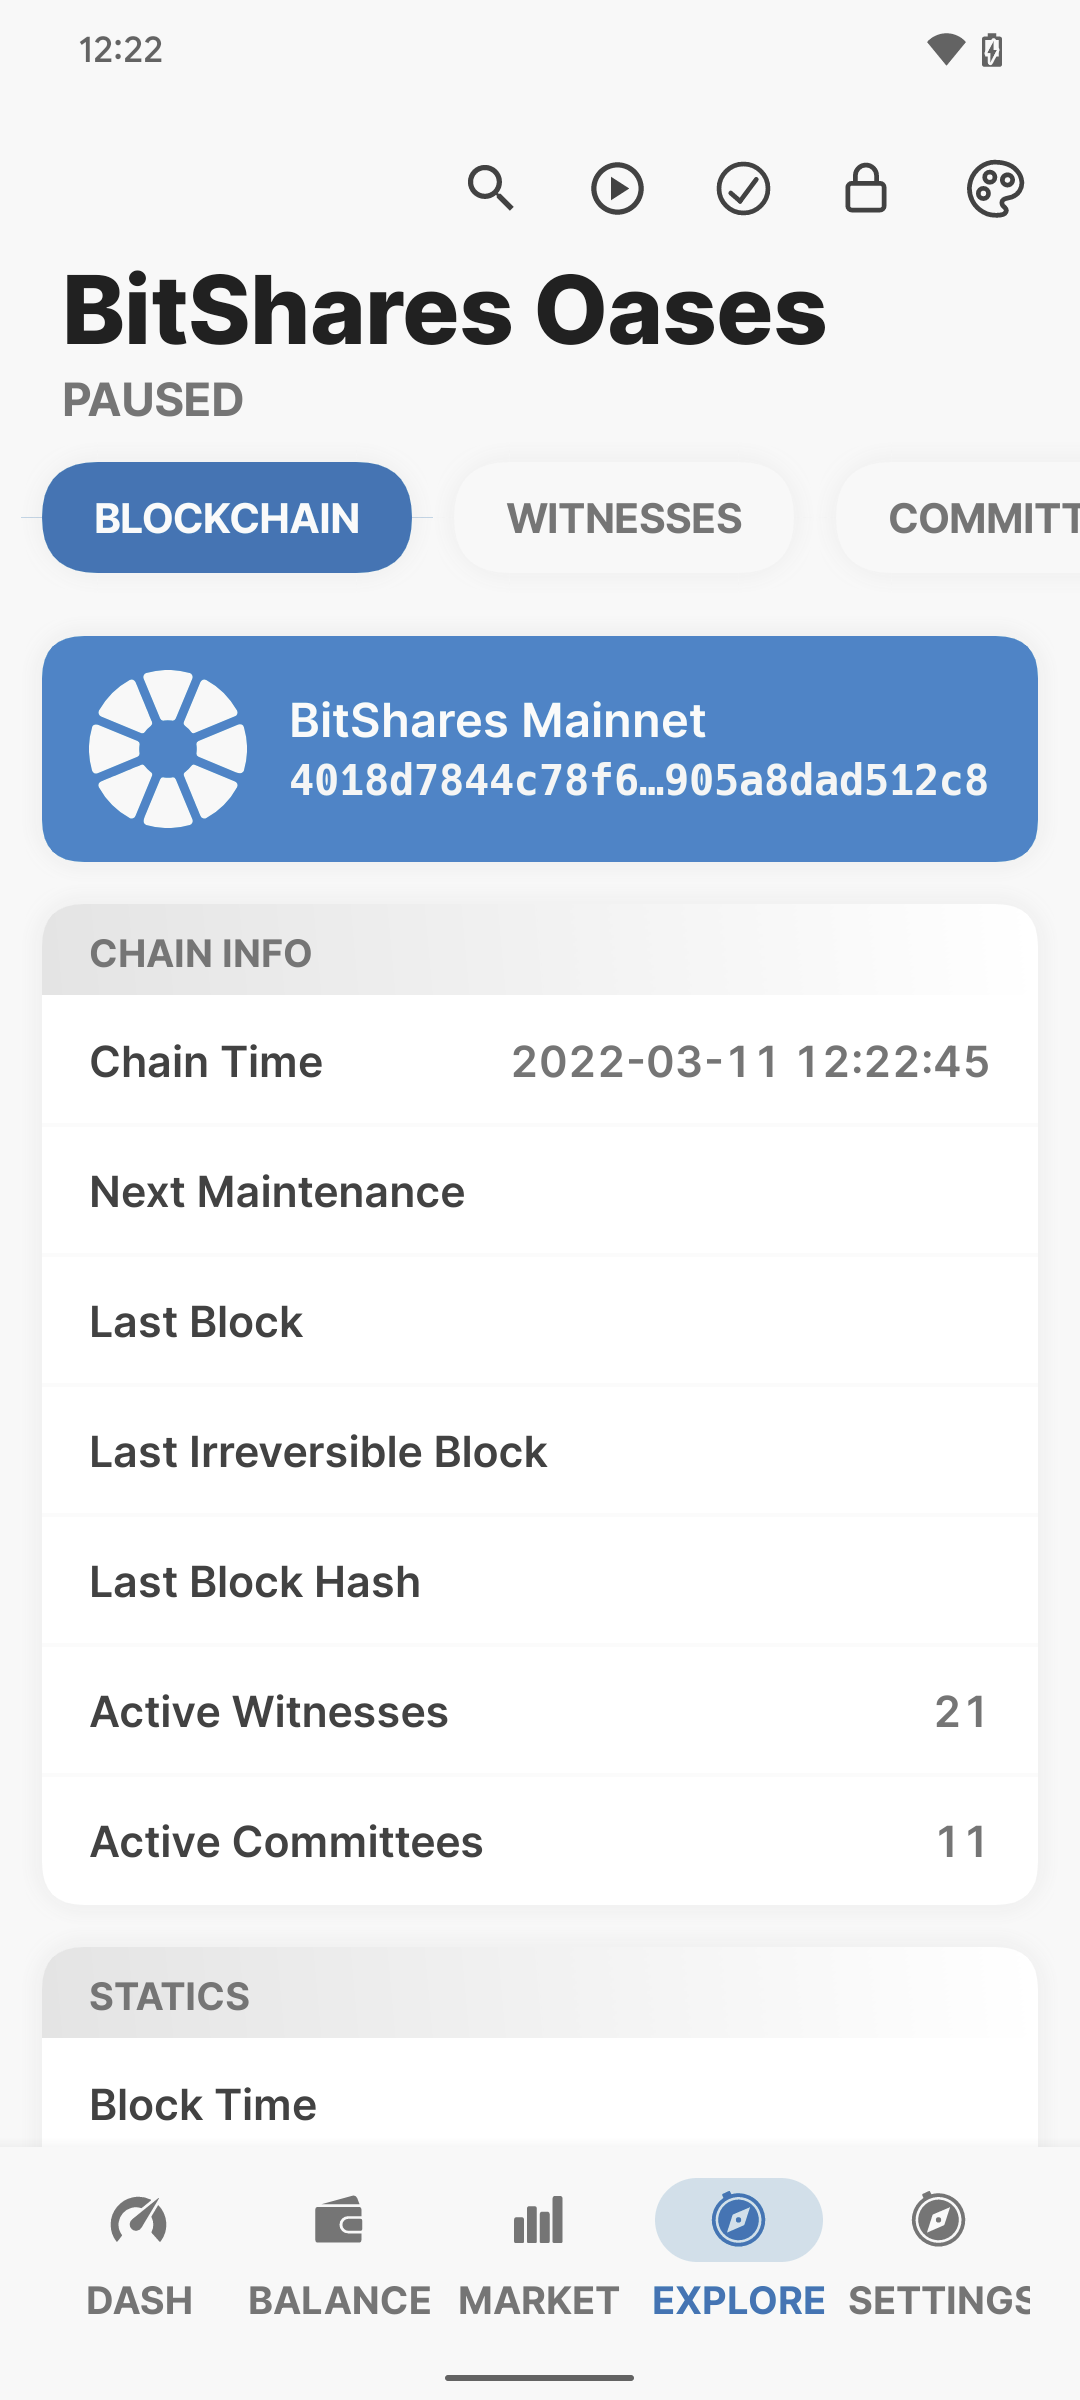 12:22
BitShares Oases
PAUSED
BLOCKCHAIN WITNESSES COMMITT
BitShares Mainnet
4018d7844c78f6…905a8dad512c8
CHAIN INFO
Chain Time 2022-03-11 12:22:45
Next Maintenance
Last Block
Last Irreversible Block
Last Block Hash
Active Witnesses 21
Active Committees 11
STATICS
Block Time
DASH BALANCE MARKET EXPLORE SETTINGS